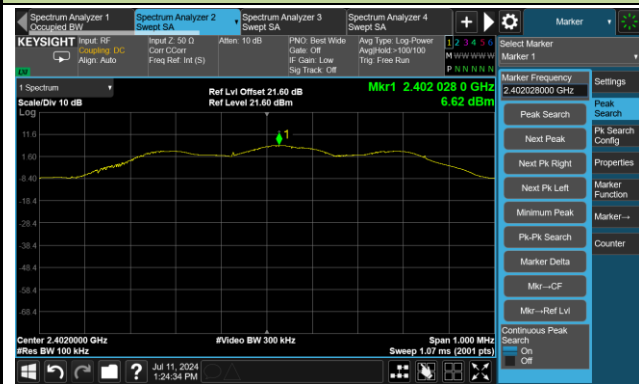 Spectrum Analyzer 1
Occupied BW
Spectrum Analyzer 2
Swept SA
Spectrum Analyzer 3
Swept SA
Spectrum Analyzer 4
Swept SA
Marker
KEYSIGHT
Input: RF
Coupling: DC
Align: Auto
Input Z: 50 Ω
Corr CCorr
Freq Ref: Int (S)
Atten: 10 dB
PNO: Best Wide
Gate: Off
IF Gain: Low
Sig Track: Off
Avg Type: Log-Power
Avg|Hold:>100/100
Trig: Free Run
1 2 3 4 5 6
M W W W W W
P N N N N N
Select Marker
Marker 1
LW
1 Spectrum
Scale/Div 10 dB
Log
Ref Lvl Offset 21.60 dB
Ref Level 21.60 dBm
Mkr1 2.402 028 0 GHz
6.62 dBm
1
11.6
1.60
-8.40
-18.4
-28.4
-38.4
-48.4
-58.4
-68.4
Center 2.4020000 GHz
#Res BW 100 kHz
#Video BW 300 kHz
Span 1.000 MHz
Sweep 1.07 ms (2001 pts)
Marker Frequency
2.402028000 GHz
Peak Search
Next Peak
Next Pk Right
Next Pk Left
Minimum Peak
Pk-Pk Search
Marker Delta
Mkr→CF
Mkr→Ref Lvl
Continuous Peak
Search
On
Off
Settings
Peak
Search
Pk Search
Config
Properties
Marker
Function
Marker→
Counter
Jul 11, 2024
1:24:34 PM